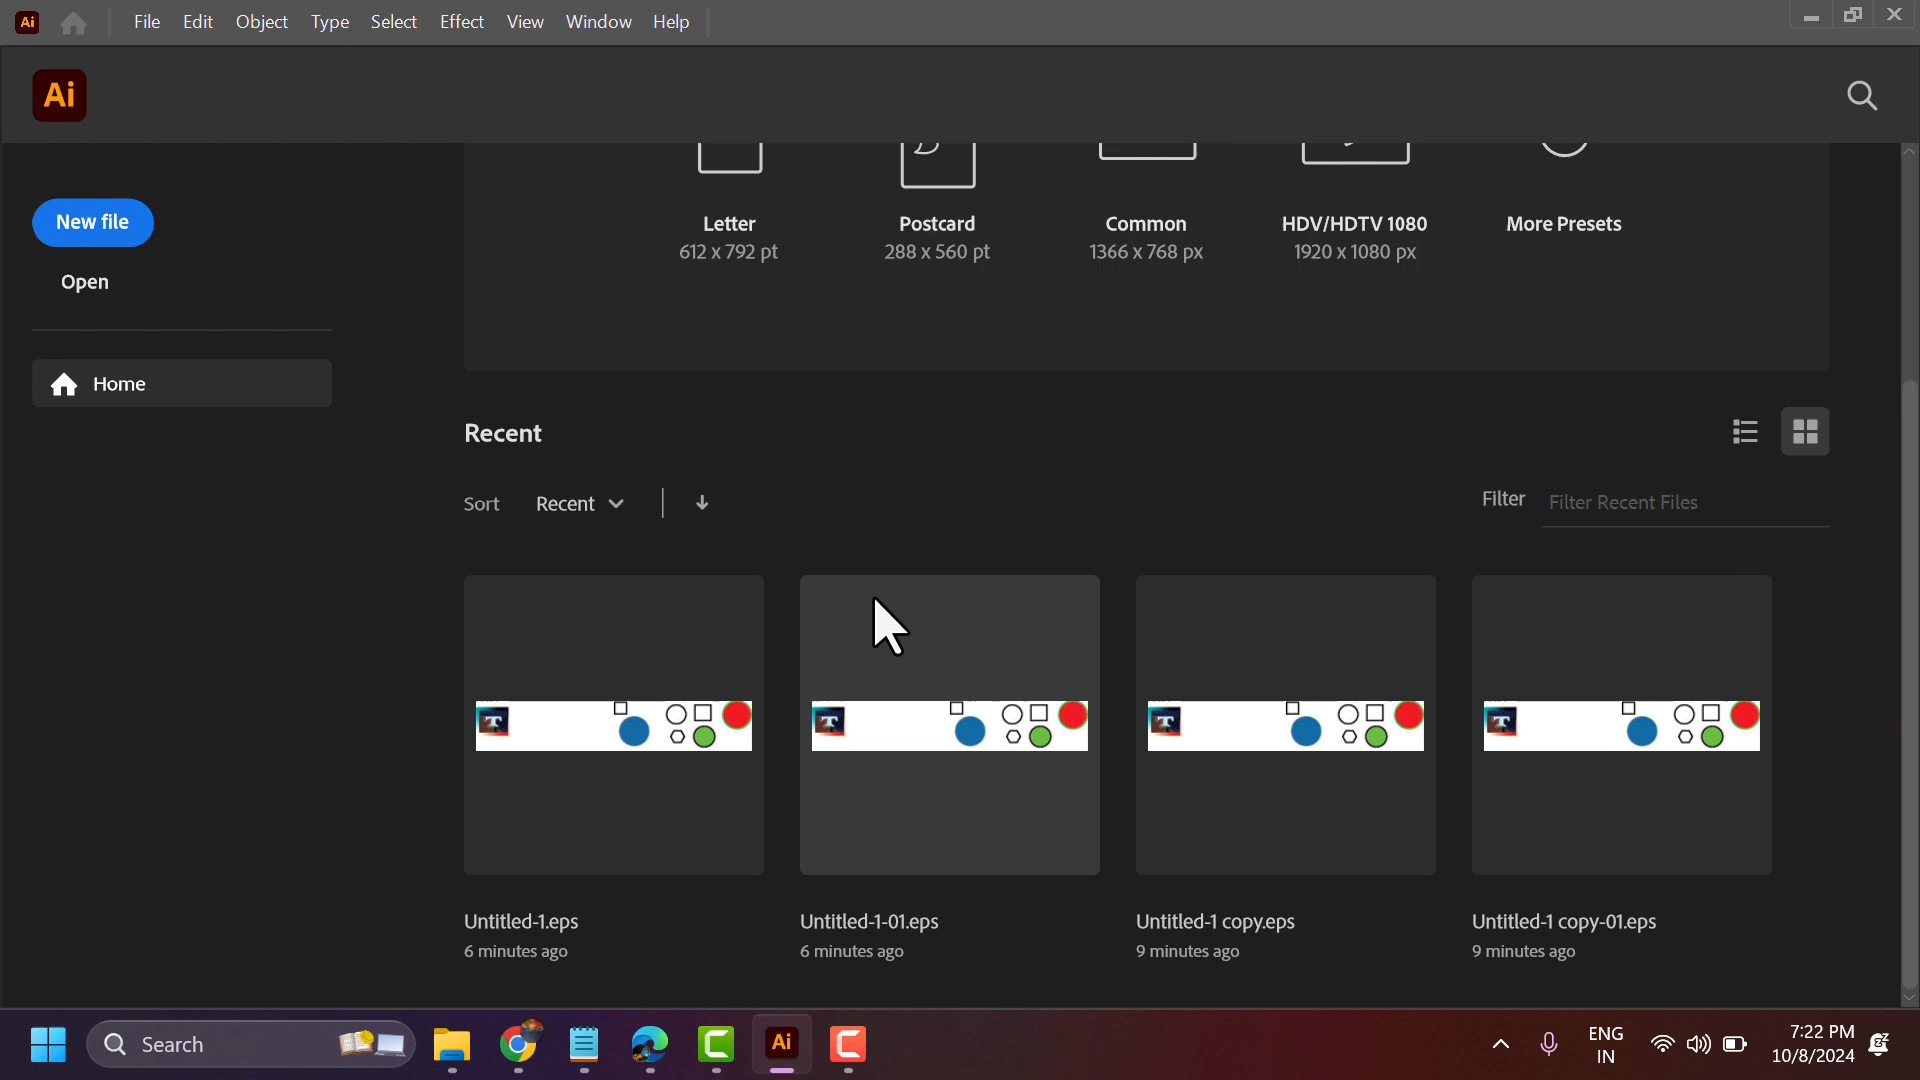 Ai File Edit Object Type Select Effect View Window Help
Ai
New file
Open
Home
Letter
612 x 792 pt
Postcard
288 x 560 pt
Common
1366 x 768 px
HDV/HDTV 1080
1920 x 1080 px
More Presets
Recent
Sort Recent
Filter Filter Recent Files
T T T T
Untitled-1.eps
6 minutes ago
Untitled-1-01.eps
6 minutes ago
Untitled-1 copy.eps
9 minutes ago
Untitled-1 copy-01.eps
9 minutes ago
Search
Ai
ENG
IN
7:22 PM
10/8/2024